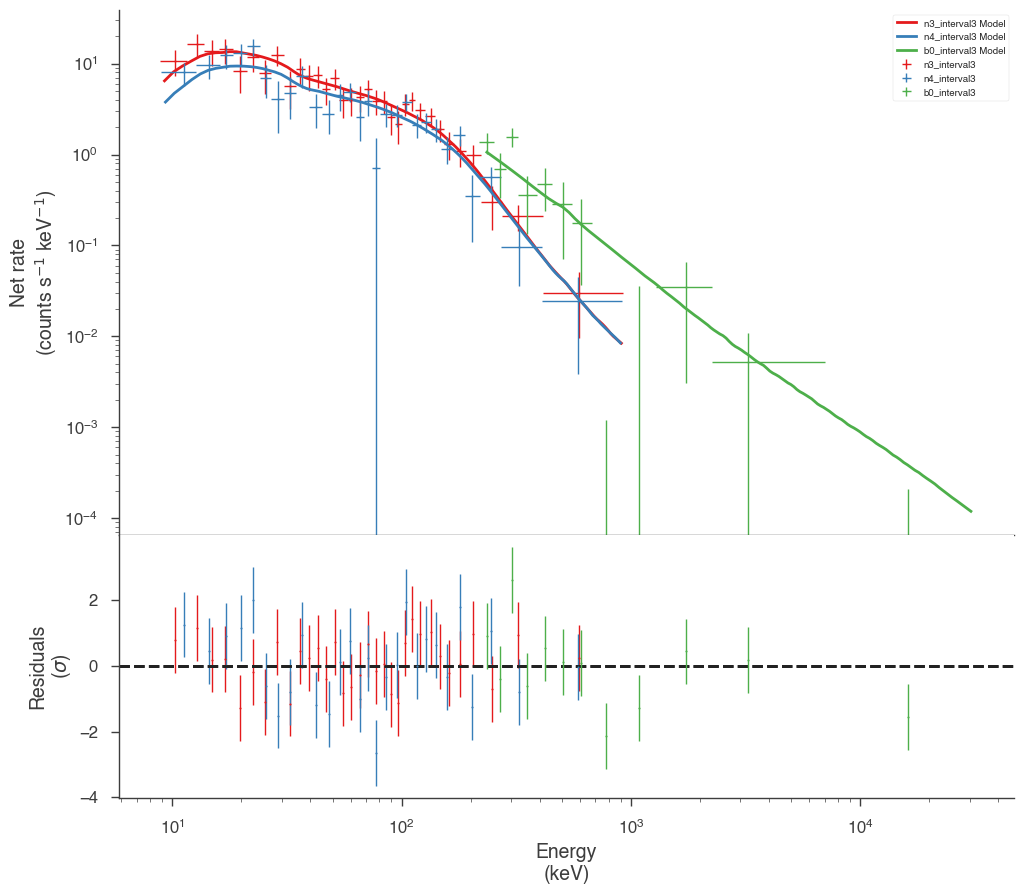 n3_interval3 Model
n4_interval3 Model
b0_interval3 Model
n3_interval3
n4_interval3
b0_interval3
10¹
10⁰
10⁻¹
10⁻²
10⁻³
10⁻⁴
Net rate
(counts s⁻¹ keV⁻¹)
2
0
−2
−4
Residuals
(σ)
10¹ 10² 10³ 10⁴
Energy
(keV)